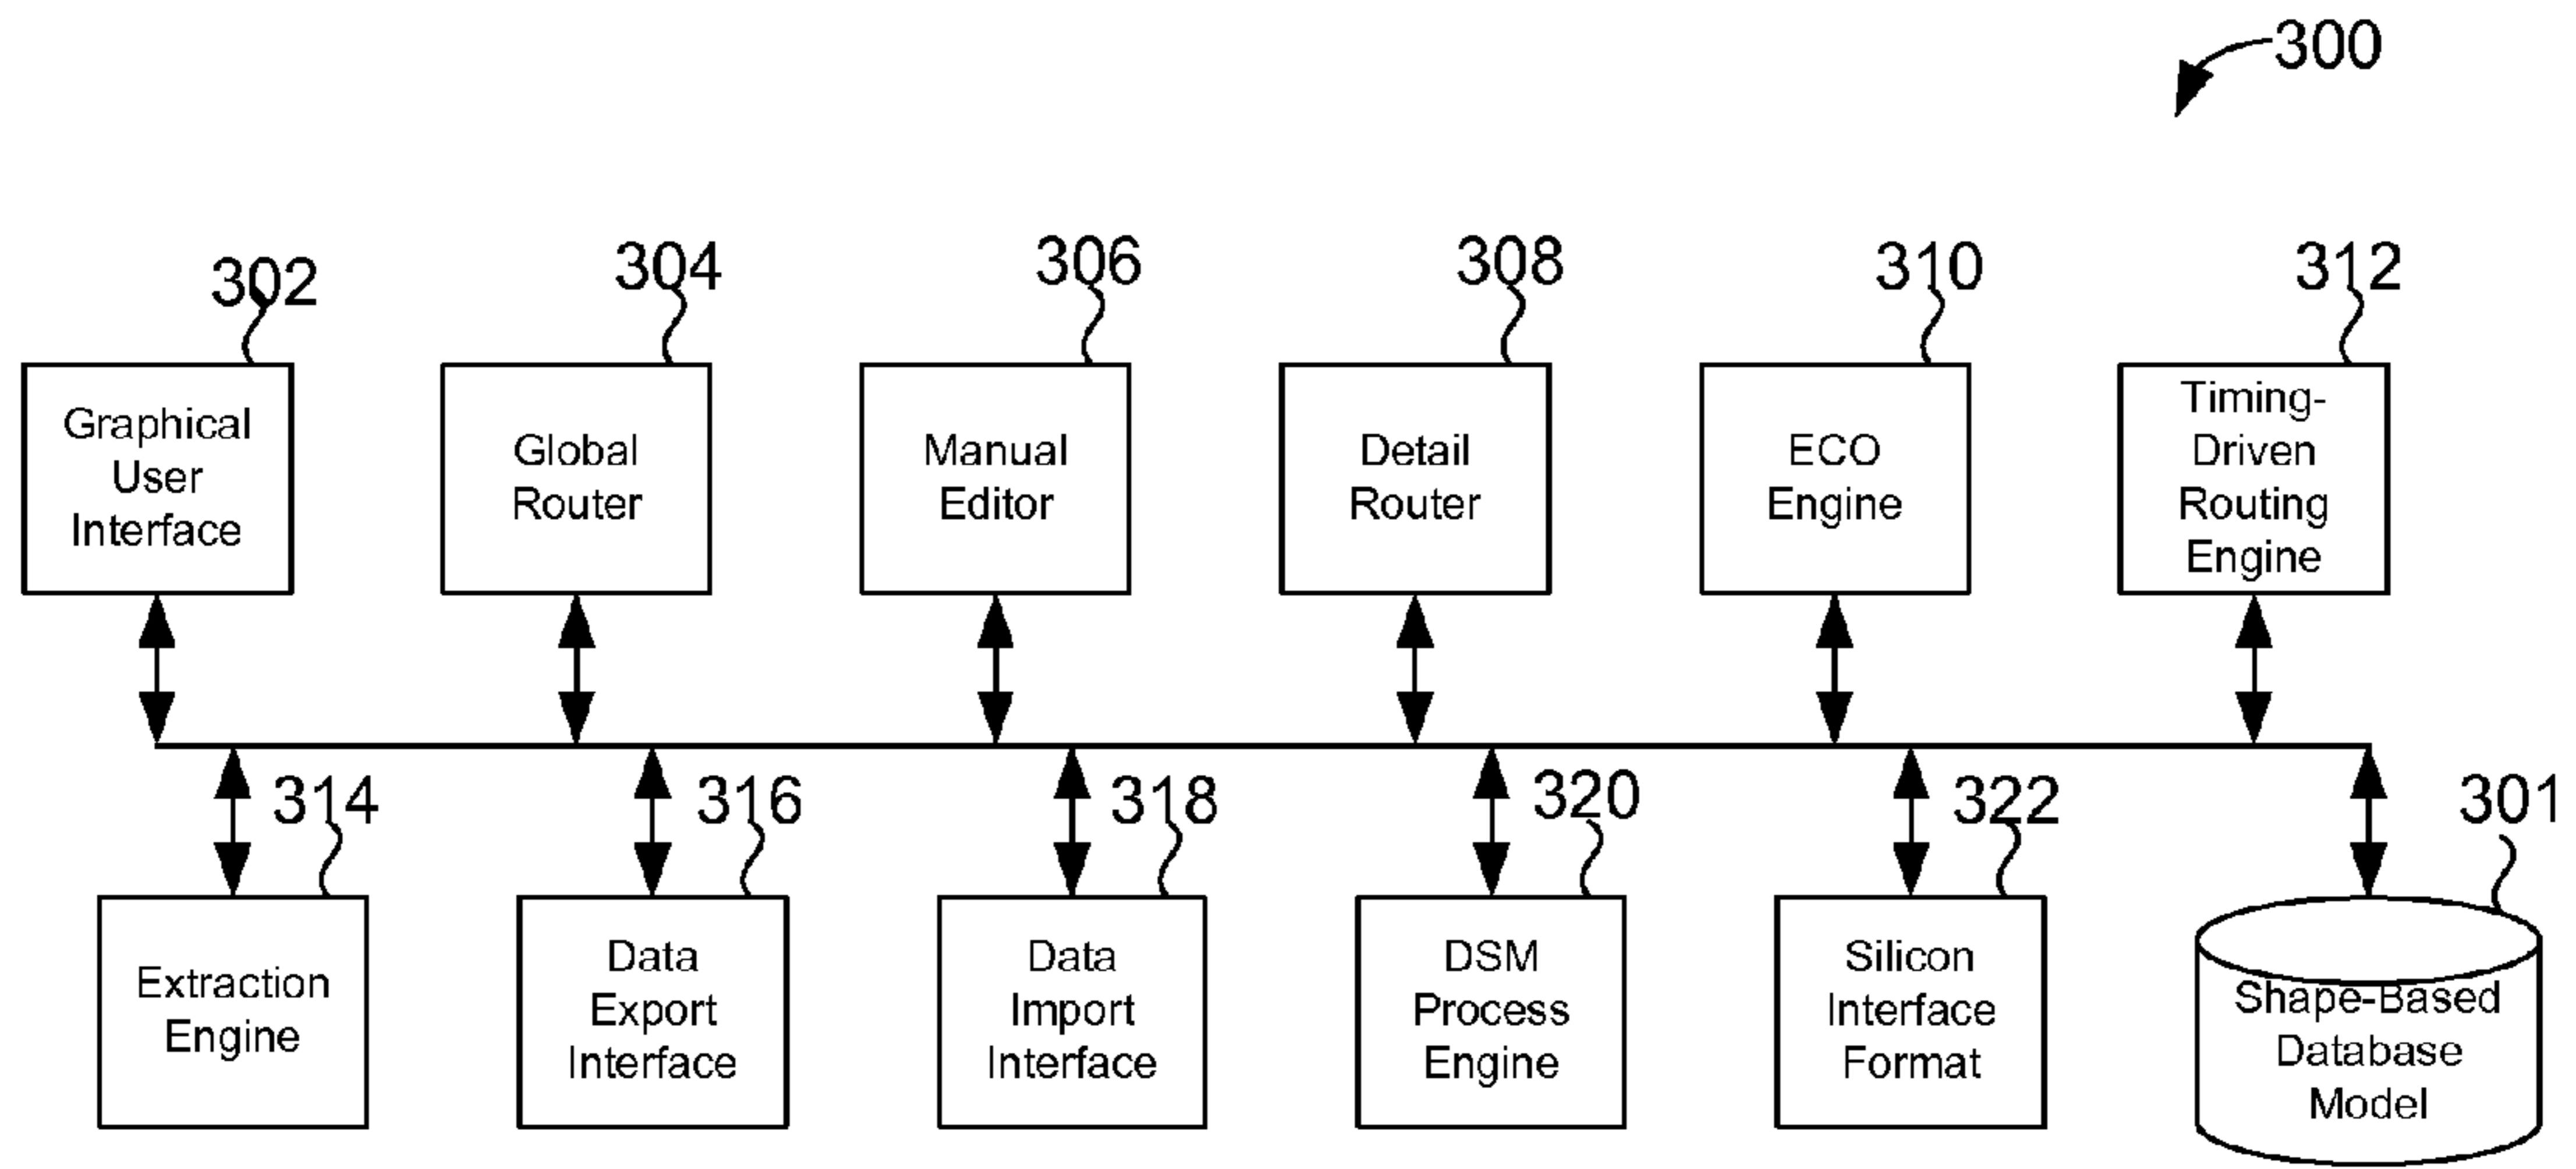 300
302
304
306
308
310
312
Graphical
User
Interface
Global
Router
Manual
Editor
Detail
Router
ECO
Engine
Timing-
Driven
Routing
Engine
314
316
318
320
322
301
Extraction
Engine
Data
Export
Interface
Data
Import
Interface
DSM
Process
Engine
Silicon
Interface
Format
Shape-Based
Database
Model